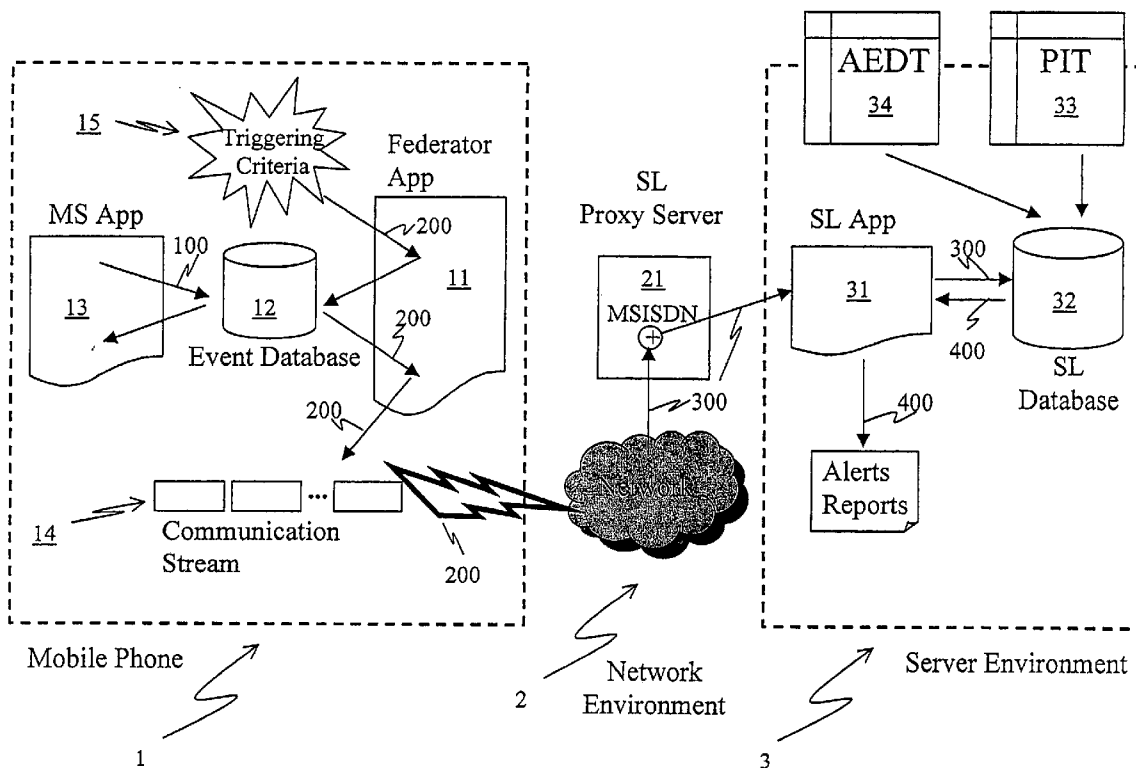 AEDT
34
PIT
33
15
Triggering
Criteria
Federator
App
200
11
MS App
13
100
12
Event Database
200
200
14
Communication
Stream
200
Mobile Phone
1
SL
Proxy Server
21
MSISDN
300
300
Network
Network
Environment
2
SL App
31
300
400
32
SL
Database
400
Alerts
Reports
Server Environment
3